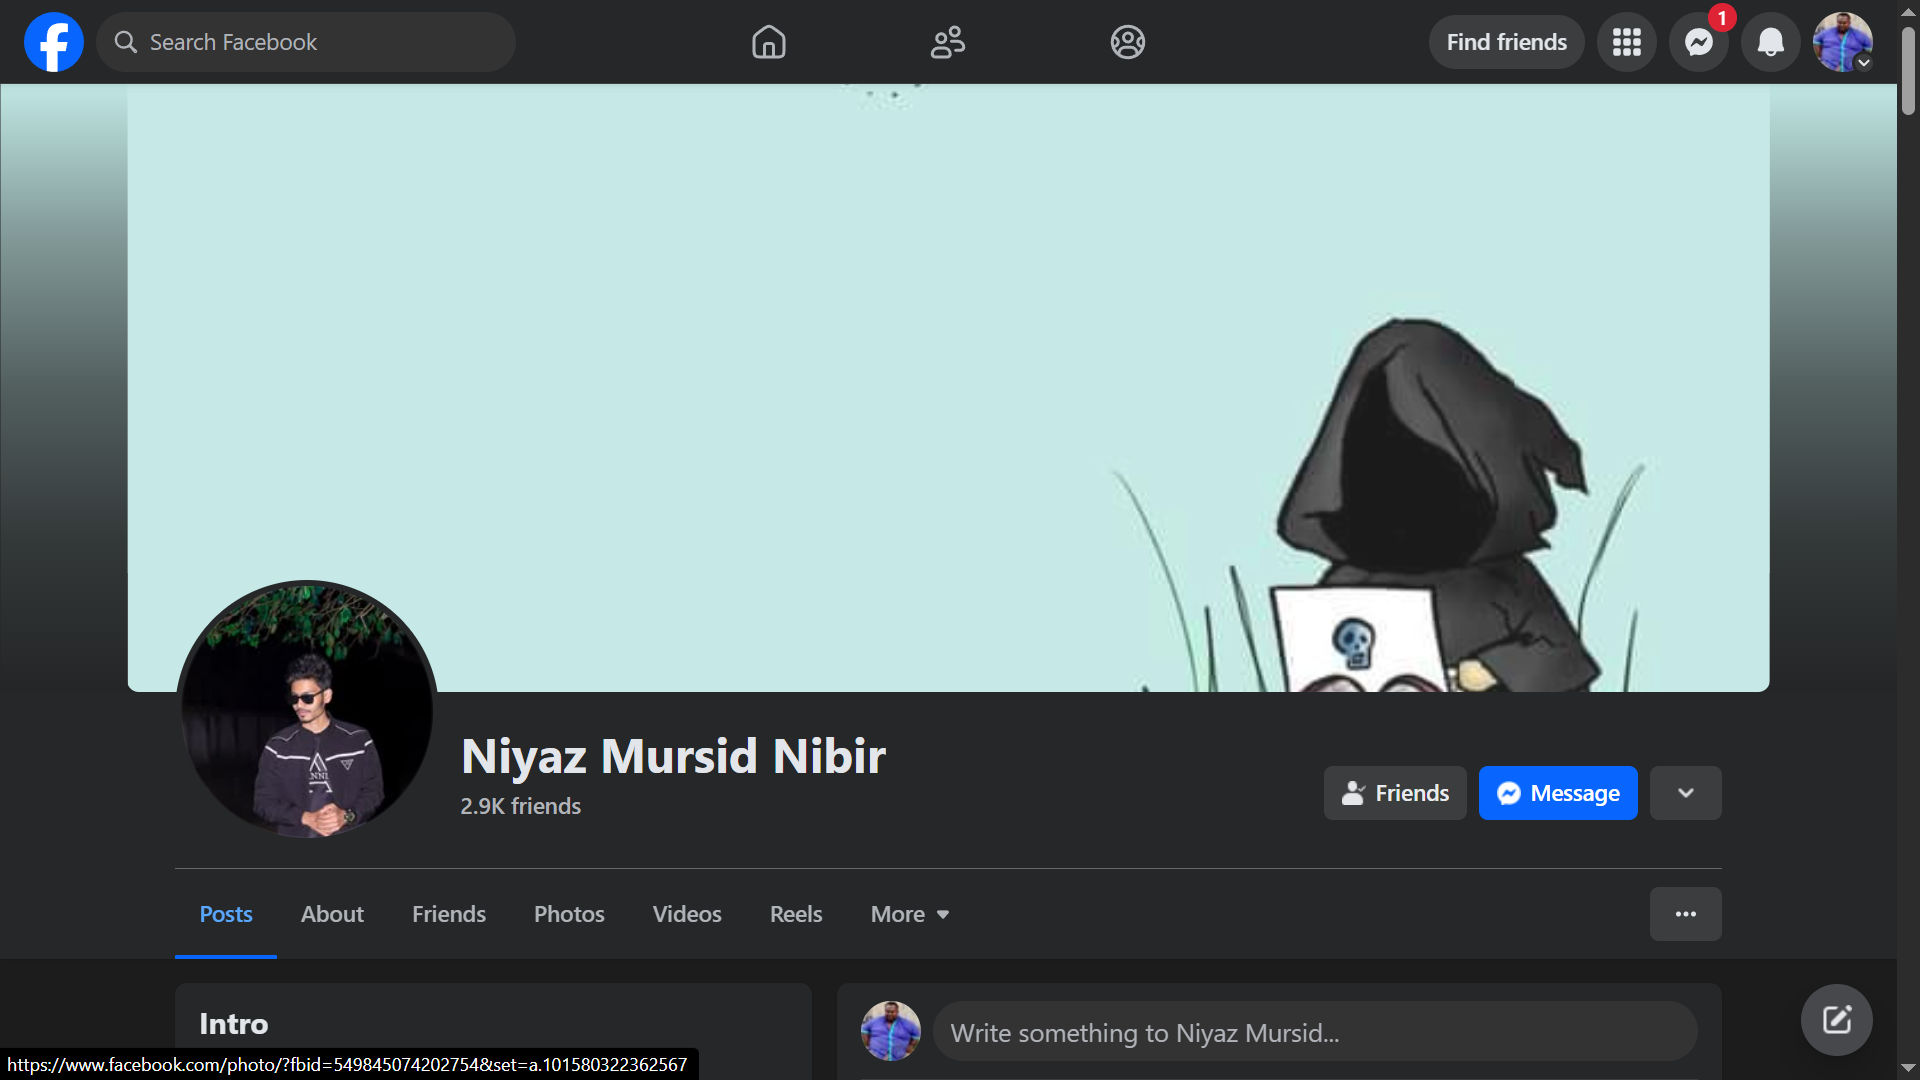 Search Facebook
Find friends
1
Niyaz Mursid Nibir
2.9K friends
Friends
Message
Posts
About
Friends
Photos
Videos
Reels
More
Intro
Write something to Niyaz Mursid...
https://www.facebook.com/photo/?fbid=549845074202754&set=a.101580322362567